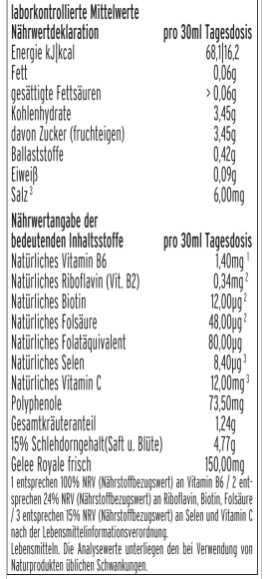 laborkontrollierte Mittelwerte
Nährwertdeklaration pro 30ml Tagesdosis
Energie kJ|kcal 68,1|16,2
Fett 0,06g
gesättigte Fettsäuren >0,06g
Kohlenhydrate 3,45g
davon Zucker (fruchteigen) 3,45g
Ballaststoffe 0,42g
Eiweiß 0,09g
Salz³ 6,00mg
Nährwertangabe der
bedeutenden Inhaltsstoffe pro 30ml Tagesdosis
Natürliches Vitamin B6 1,40mg ¹
Natürliches Riboflavin (Vit. B2) 0,34mg ²
Natürliches Biotin 12,00µg ²
Natürliches Folsäure 48,00µg ²
Natürliches Folatäquivalent 80,00µg
Natürliches Selen 8,40µg ³
Natürliches Vitamin C 12,00mg ³
Polyphenole 73,50mg
Gesamtkräuteranteil 1,24g
15% Schlehdorngehalt(Saft u. Blüte) 4,77g
Gelee Royale frisch 150,00mg
1 entsprechen 100% NRV (Nährstoffbezugswert) an Vitamin B6 / 2 ent-
sprechen 24% NRV (Nährstoffbezugswert) an Riboflavin, Biotin, Folsäure
/ 3 entsprechen 15% NRV (Nährstoffbezugswert) an Selen und Vitamin C
nach der Lebensmittelinformationsverordnung.
Lebensmitteln. Die Analysewerte unterliegen den bei Verwendung von
Naturprodukten üblichen Schwankungen.